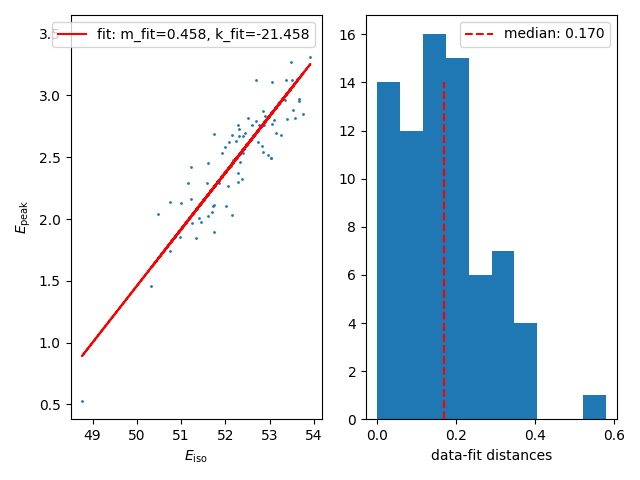 fit: m_fit=0.458, k_fit=-21.458
3.5
3.0
2.5
2.0
1.5
1.0
0.5
E_peak
49 50 51 52 53 54
E_iso
median: 0.170
16
14
12
10
8
6
4
2
0
0.0 0.2 0.4 0.6
data-fit distances